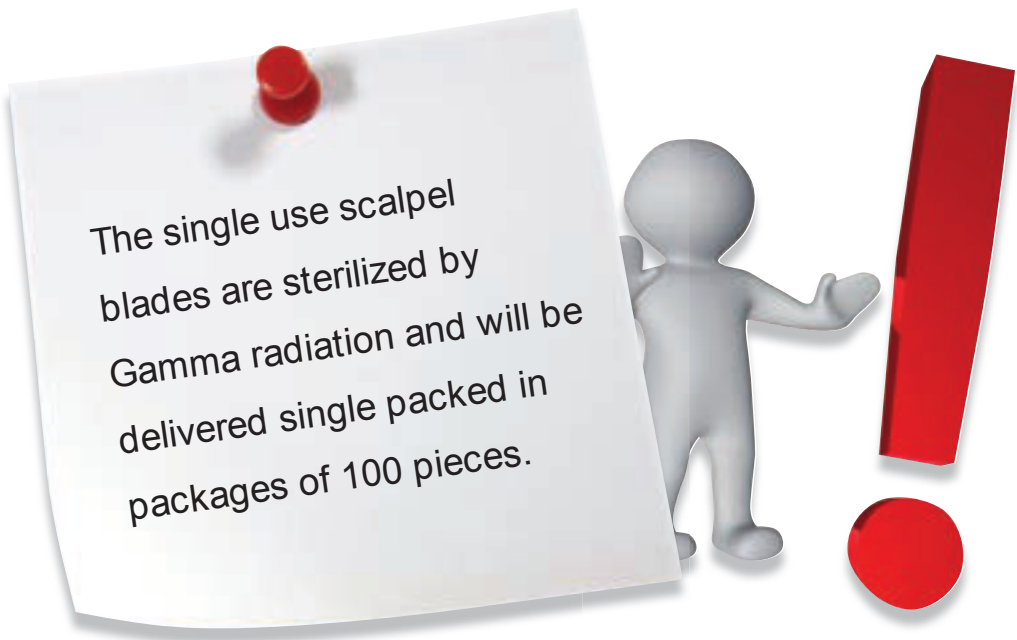 The single use scalpel
blades are sterilized by
Gamma radiation and will be
delivered single packed in
packages of 100 pieces.